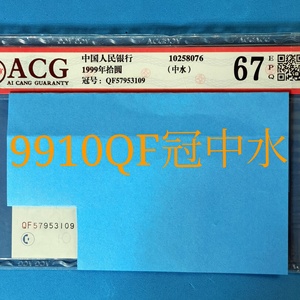 ACG
AI CANG GUARANTY
中国人民银行 10258076
1999年拾圆 (中水)
冠号: QF57953109
67 EPQ
9910QF冠中水
QF57953109